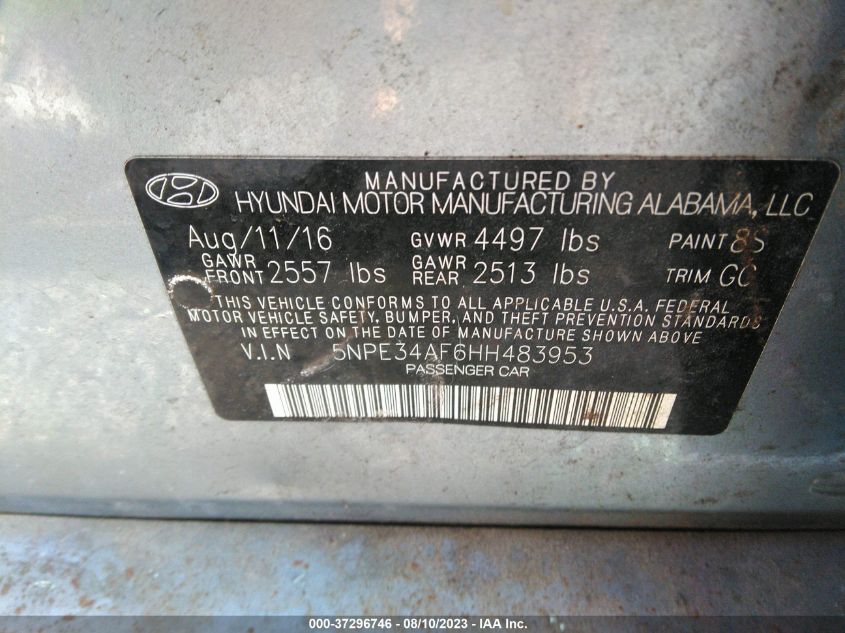 MANUFACTURED BY
HYUNDAI MOTOR MANUFACTURING ALABAMA, LLC
Aug/11/16 GVWR 4497 lbs PAINT 8S
GAWR FRONT 2557 lbs GAWR REAR 2513 lbs TRIM GC
THIS VEHICLE CONFORMS TO ALL APPLICABLE U.S.A. FEDERAL
MOTOR VEHICLE SAFETY, BUMPER, AND THEFT PREVENTION STANDARDS
IN EFFECT ON THE DATE OF MANUFACTURE SHOWN ABOVE
V.I.N 5NPE34AF6HH483953
PASSENGER CAR
000-37296746 - 08/10/2023 - IAA Inc.